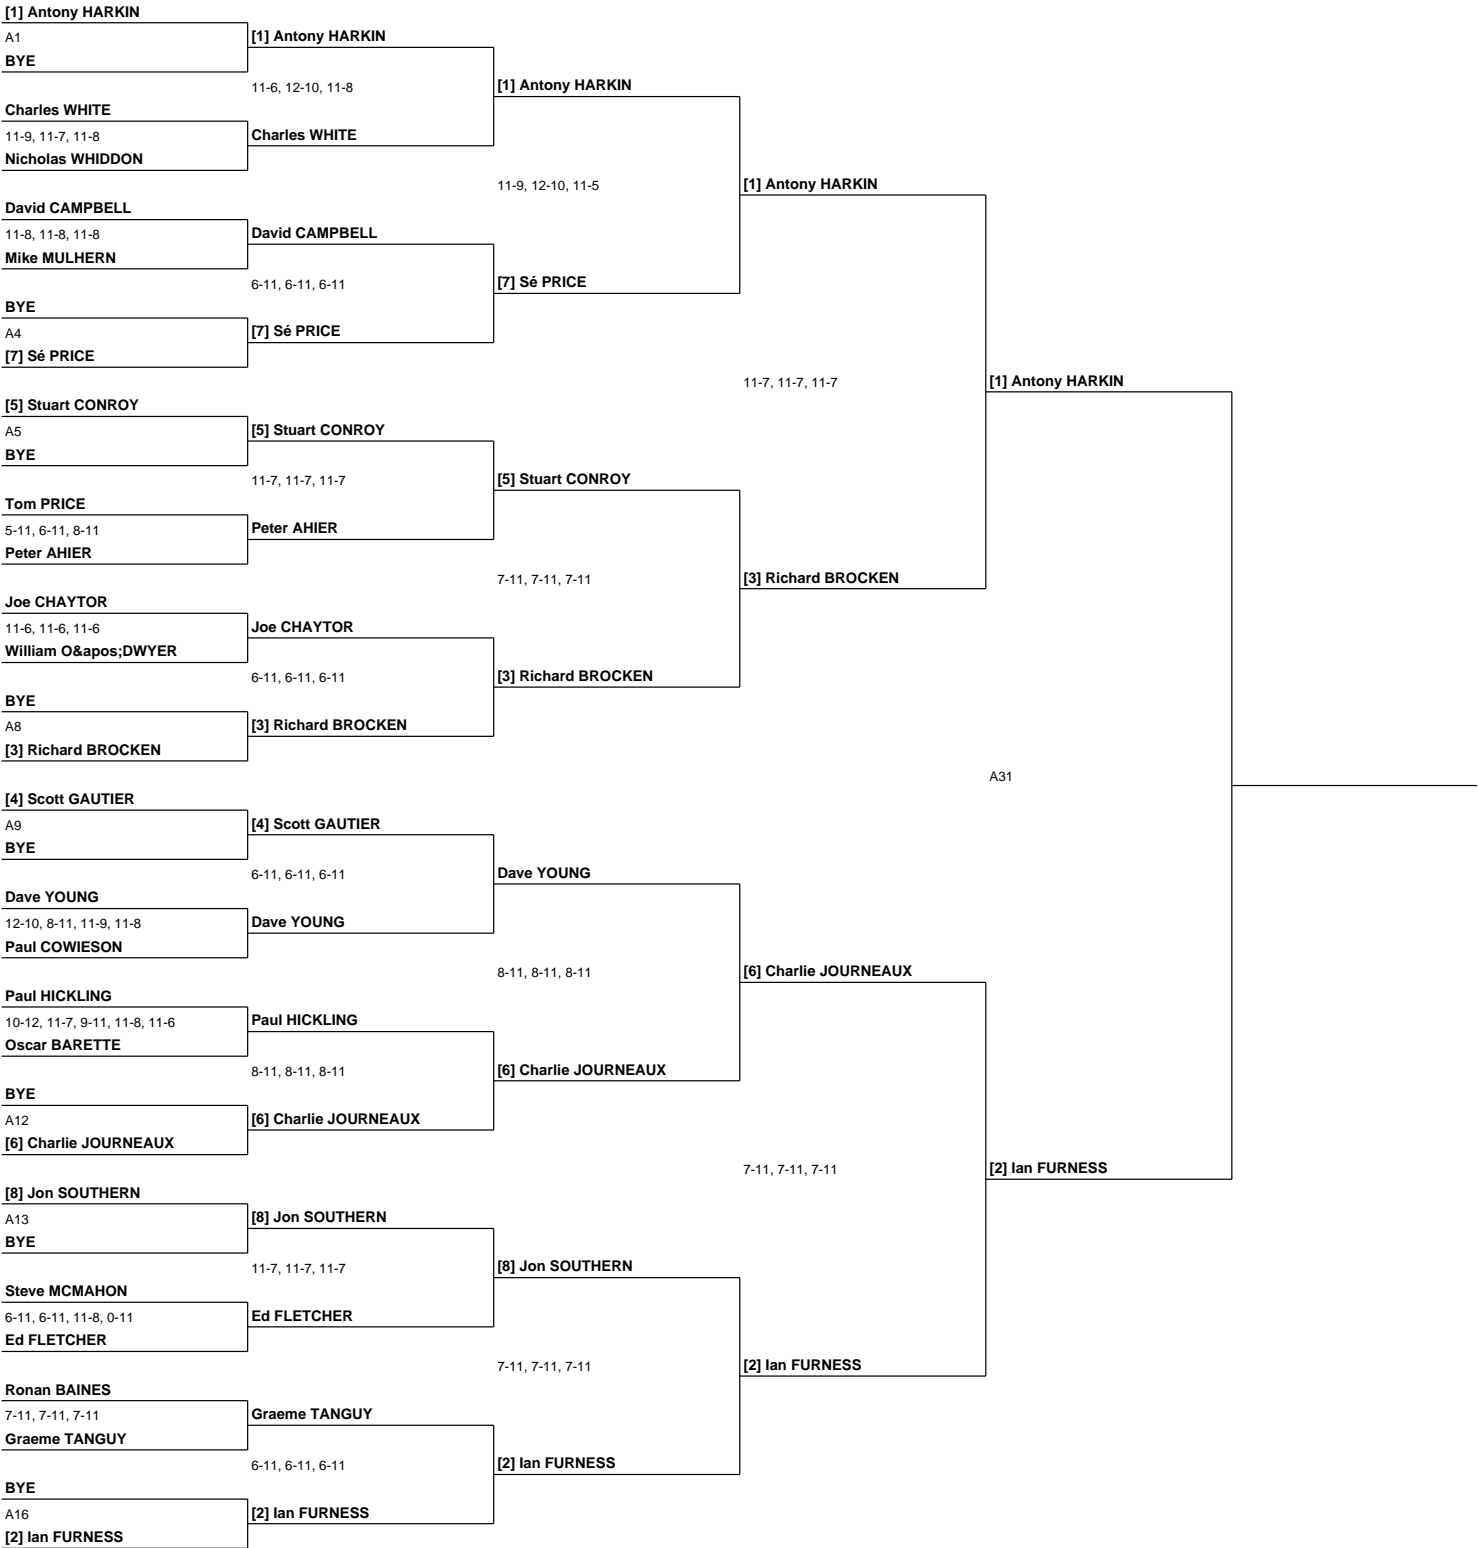 [1] Antony HARKIN
A1
[1] Antony HARKIN
BYE
11-6, 12-10, 11-8
[1] Antony HARKIN
Charles WHITE
11-9, 11-7, 11-8
Charles WHITE
Nicholas WHIDDON
11-9, 12-10, 11-5
[1] Antony HARKIN
David CAMPBELL
11-8, 11-8, 11-8
David CAMPBELL
Mike MULHERN
6-11, 6-11, 6-11
[7] Sé PRICE
BYE
A4
[7] Sé PRICE
[7] Sé PRICE
11-7, 11-7, 11-7
[1] Antony HARKIN
[5] Stuart CONROY
A5
[5] Stuart CONROY
BYE
11-7, 11-7, 11-7
[5] Stuart CONROY
Tom PRICE
5-11, 6-11, 8-11
Peter AHIER
Peter AHIER
7-11, 7-11, 7-11
[3] Richard BROCKEN
Joe CHAYTOR
11-6, 11-6, 11-6
Joe CHAYTOR
William O&apos;DWYER
6-11, 6-11, 6-11
[3] Richard BROCKEN
BYE
A8
[3] Richard BROCKEN
[3] Richard BROCKEN
A31
[4] Scott GAUTIER
A9
[4] Scott GAUTIER
BYE
6-11, 6-11, 6-11
Dave YOUNG
Dave YOUNG
12-10, 8-11, 11-9, 11-8
Dave YOUNG
Paul COWIESON
8-11, 8-11, 8-11
[6] Charlie JOURNEAUX
Paul HICKLING
10-12, 11-7, 9-11, 11-8, 11-6
Paul HICKLING
Oscar BARETTE
8-11, 8-11, 8-11
[6] Charlie JOURNEAUX
BYE
A12
[6] Charlie JOURNEAUX
[6] Charlie JOURNEAUX
7-11, 7-11, 7-11
[2] Ian FURNESS
[8] Jon SOUTHERN
A13
[8] Jon SOUTHERN
BYE
11-7, 11-7, 11-7
[8] Jon SOUTHERN
Steve MCMAHON
6-11, 6-11, 11-8, 0-11
Ed FLETCHER
Ed FLETCHER
7-11, 7-11, 7-11
[2] Ian FURNESS
Ronan BAINES
7-11, 7-11, 7-11
Graeme TANGUY
Graeme TANGUY
6-11, 6-11, 6-11
[2] Ian FURNESS
BYE
A16
[2] Ian FURNESS
[2] Ian FURNESS